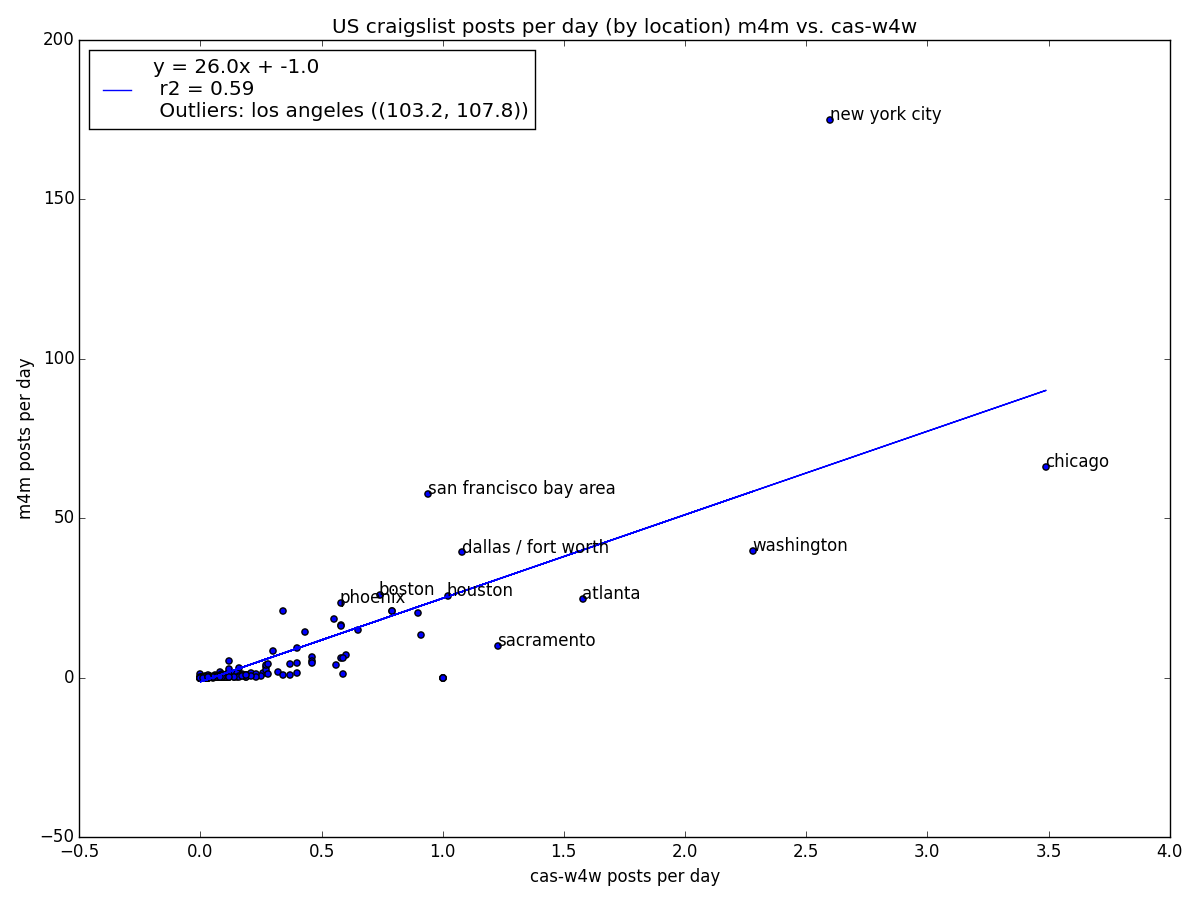 US craigslist posts per day (by location) m4m vs. cas-w4w
200
y = 26.0x + -1.0
r2 = 0.59
Outliers: los angeles ((103.2, 107.8))
new york city
150
m4m posts per day
100
chicago
san francisco bay area
50
dallas / fort worth
washington
boston
houston
atlanta
phoenix
sacramento
0
−50
−0.5
0.0
0.5
1.0
1.5
2.0
2.5
3.0
3.5
4.0
cas-w4w posts per day